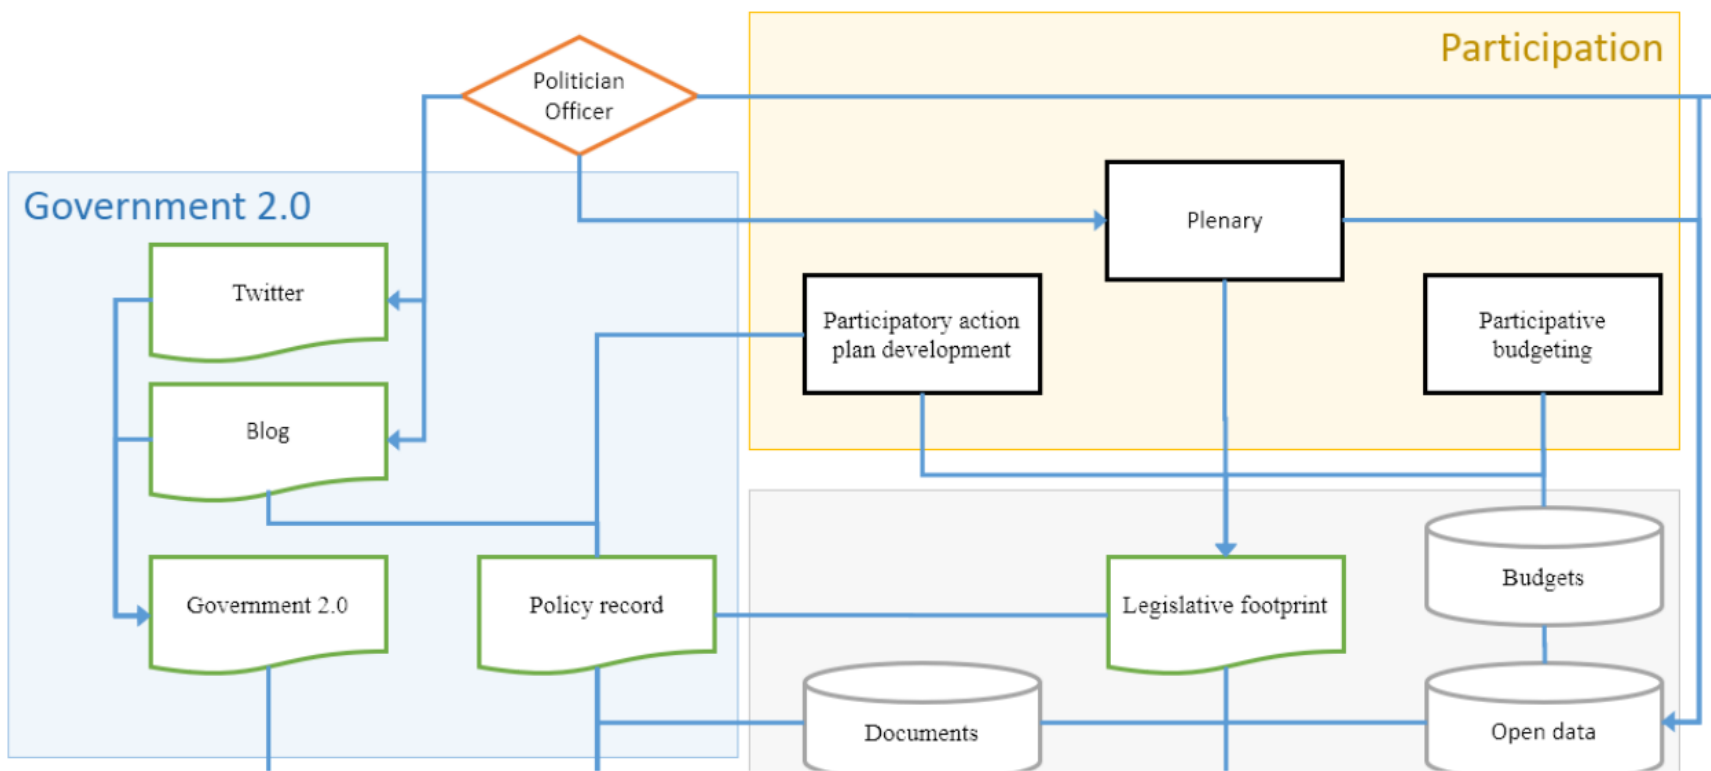 Participation
Politician
Officer
Government 2.0
Plenary
Twitter
Participatory action
plan development
Participative
budgeting
Blog
Government 2.0
Policy record
Legislative footprint
Budgets
Documents
Open data